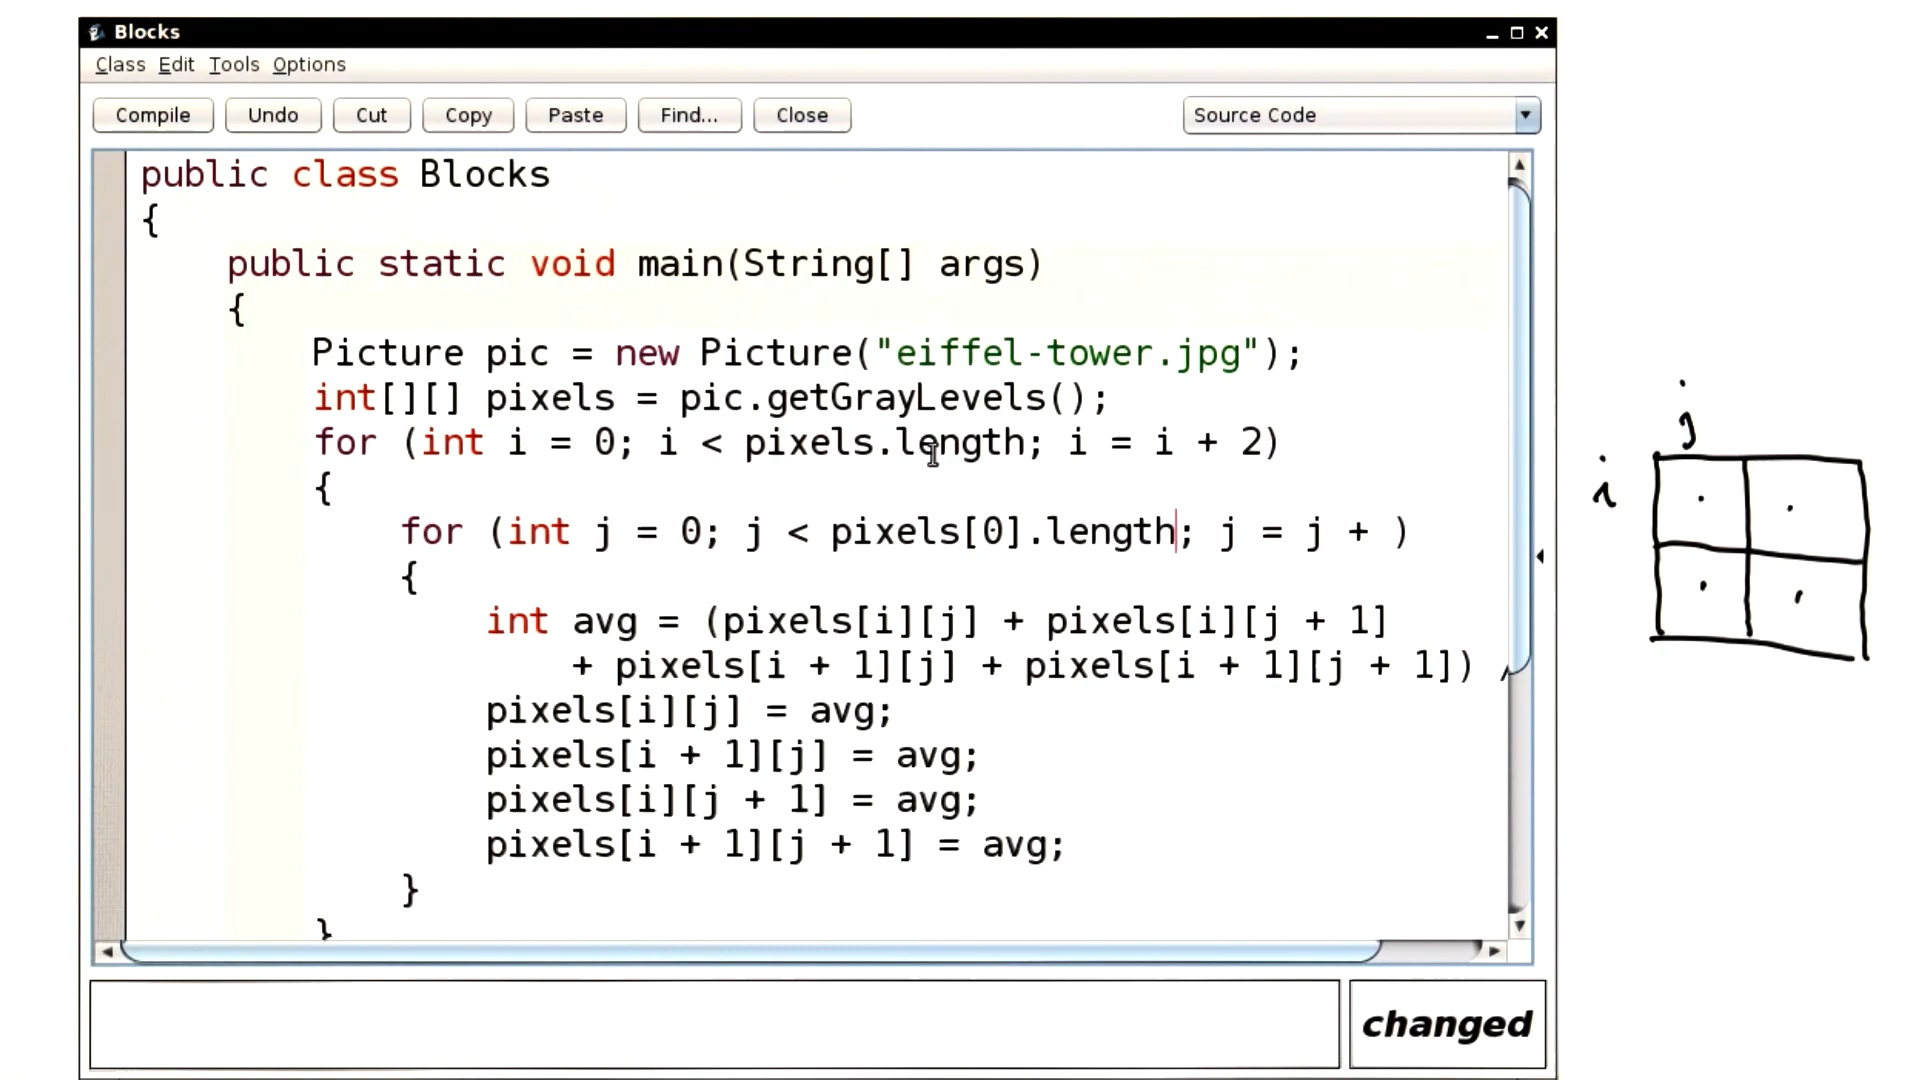 Blocks
Class Edit Tools Options
Compile Undo Cut Copy Paste Find... Close Source Code
public class Blocks
{
public static void main(String[] args)
{
Picture pic = new Picture("eiffel-tower.jpg");
int[][] pixels = pic.getGrayLevels();
for (int i = 0; i < pixels.length; i = i + 2)
{
for (int j = 0; j < pixels[0].length; j = j + )
{
int avg = (pixels[i][j] + pixels[i][j + 1]
+ pixels[i + 1][j] + pixels[i + 1][j + 1]) /
pixels[i][j] = avg;
pixels[i + 1][j] = avg;
pixels[i][j + 1] = avg;
pixels[i + 1][j + 1] = avg;
}
}
changed
j
i